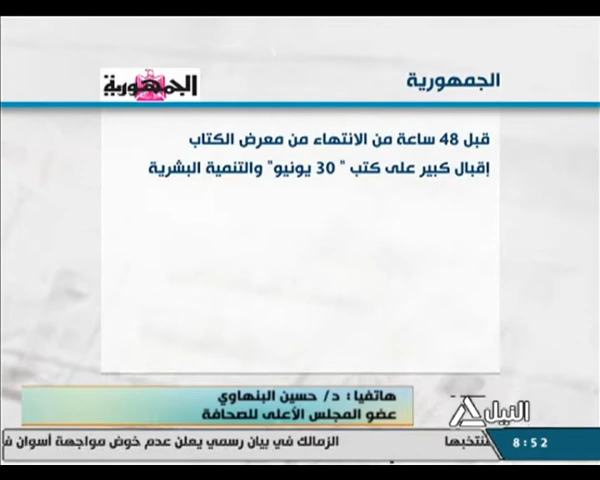 الجمهورية
الجمهورية
قبل 48 ساعة من الانتهاء من معرض الكتاب
إقبال كبير على كتب " 30 يونيو" والتنمية البشرية
هاتفيا: د/ حسين البنهاوي
عضو المجلس الأعلى للصحافة
النيل
8:52
نتخبها
الزمالك في بيان رسمي يعلن عدم خوض مواجهة أسوان